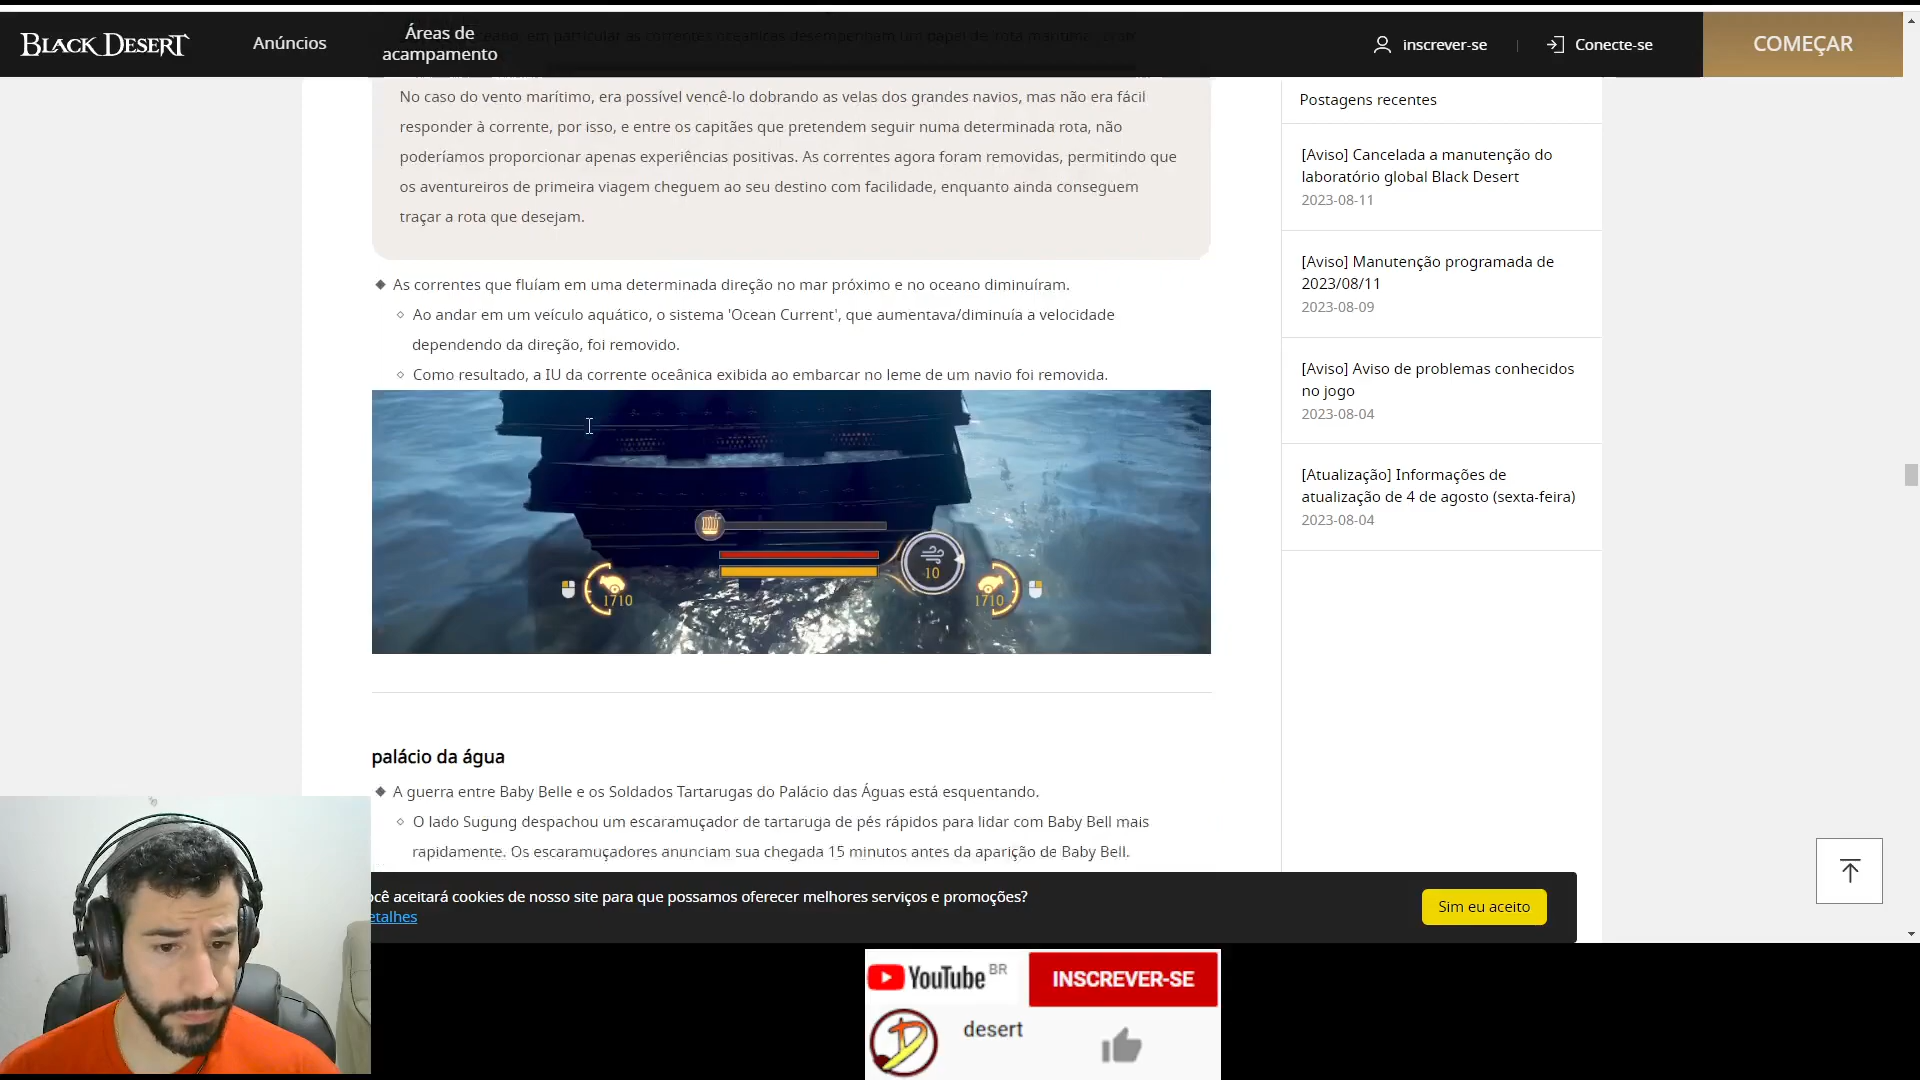 BLACK DESERT
Anúncios
Áreas de
acampamento
inscrever-se
Conecte-se
COMEÇAR
No caso do vento marítimo, era possível vencê-lo dobrando as velas dos grandes navios, mas não era fácil
responder à corrente, por isso, e entre os capitães que pretendem seguir numa determinada rota, não
poderíamos proporcionar apenas experiências positivas. As correntes agora foram removidas, permitindo que
os aventureiros de primeira viagem cheguem ao seu destino com facilidade, enquanto ainda conseguem
traçar a rota que desejam.
As correntes que fluíam em uma determinada direção no mar próximo e no oceano diminuíram.
Ao andar em um veículo aquático, o sistema 'Ocean Current', que aumentava/diminuía a velocidade
dependendo da direção, foi removido.
Como resultado, a IU da corrente oceânica exibida ao embarcar no leme de um navio foi removida.
10
1710
1710
palácio da água
A guerra entre Baby Belle e os Soldados Tartarugas do Palácio das Águas está esquentando.
O lado Sugung despachou um escaramuçador de tartaruga de pés rápidos para lidar com Baby Bell mais
rapidamente. Os escaramuçadores anunciam sua chegada 15 minutos antes da aparição de Baby Bell.
Postagens recentes
[Aviso] Cancelada a manutenção do
laboratório global Black Desert
2023-08-11
[Aviso] Manutenção programada de
2023/08/11
2023-08-09
[Aviso] Aviso de problemas conhecidos
no jogo
2023-08-04
[Atualização] Informações de
atualização de 4 de agosto (sexta-feira)
2023-08-04
ocê aceitará cookies de nosso site para que possamos oferecer melhores serviços e promoções?
etalhes
Sim eu aceito
YouTube BR
INSCREVER-SE
desert